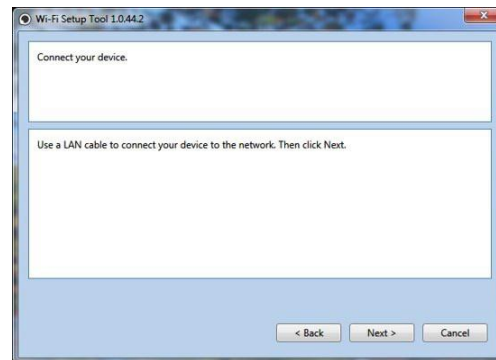 Wi-Fi Setup Tool 1.0.44.2
Connect your device.
Use a LAN cable to connect your device to the network. Then click Next.
< Back Next > Cancel